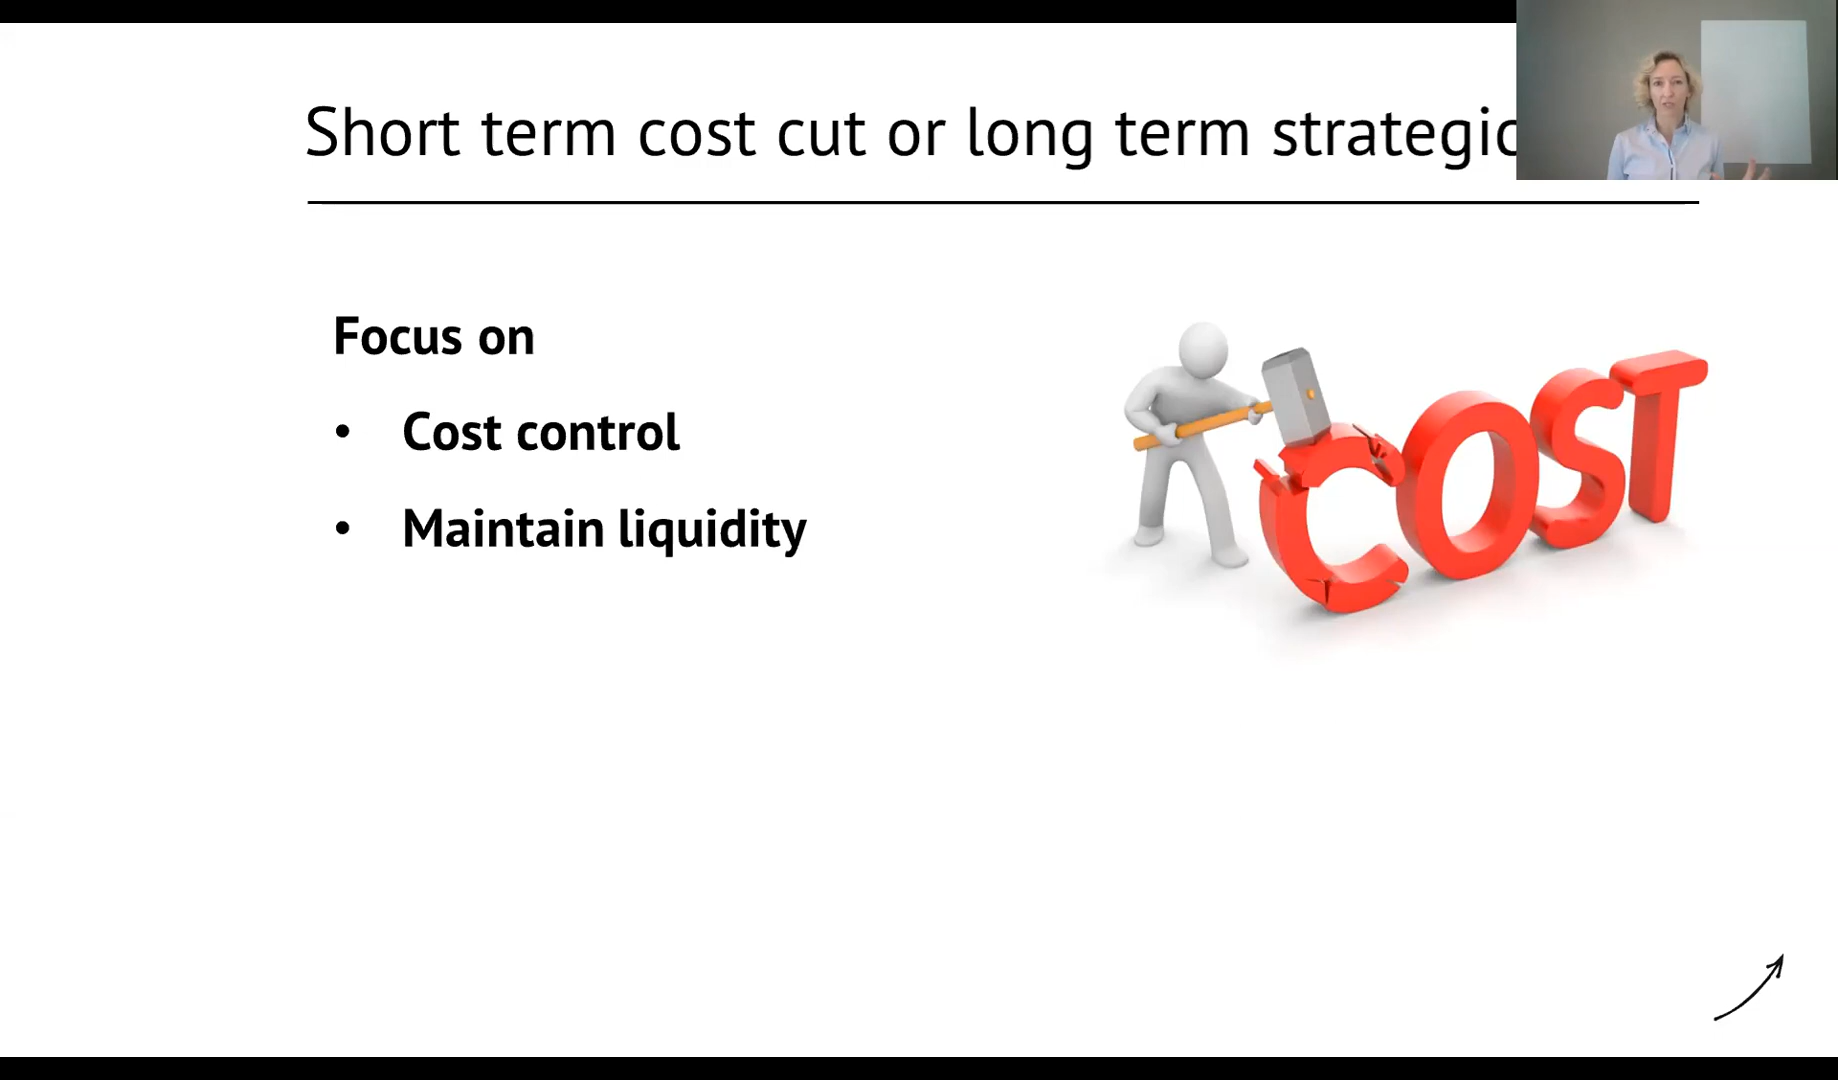 Short term cost cut or long term strategic
Focus on
• Cost control
• Maintain liquidity
COST